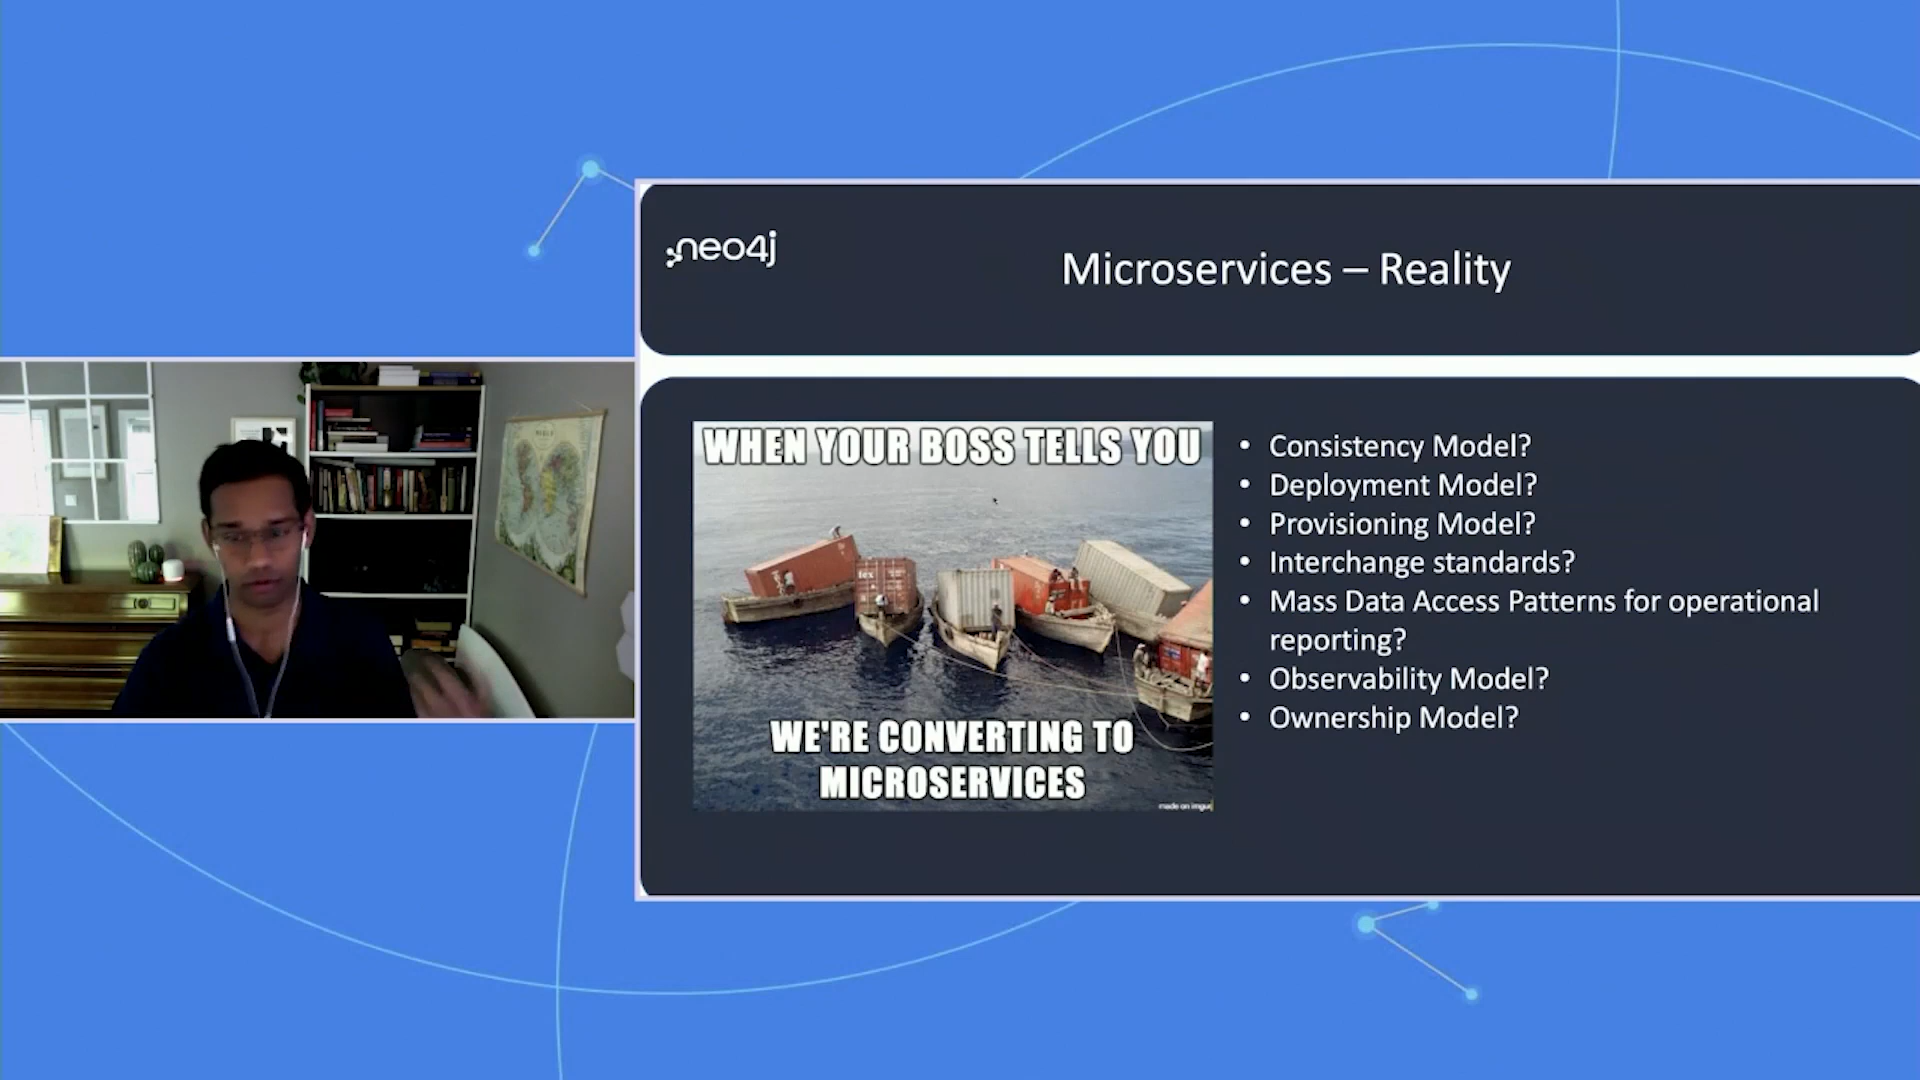 neo4j
Microservices – Reality
WHEN YOUR BOSS TELLS YOU
WE'RE CONVERTING TO
MICROSERVICES
made on imgur
• Consistency Model?
• Deployment Model?
• Provisioning Model?
• Interchange standards?
• Mass Data Access Patterns for operational
reporting?
• Observability Model?
• Ownership Model?